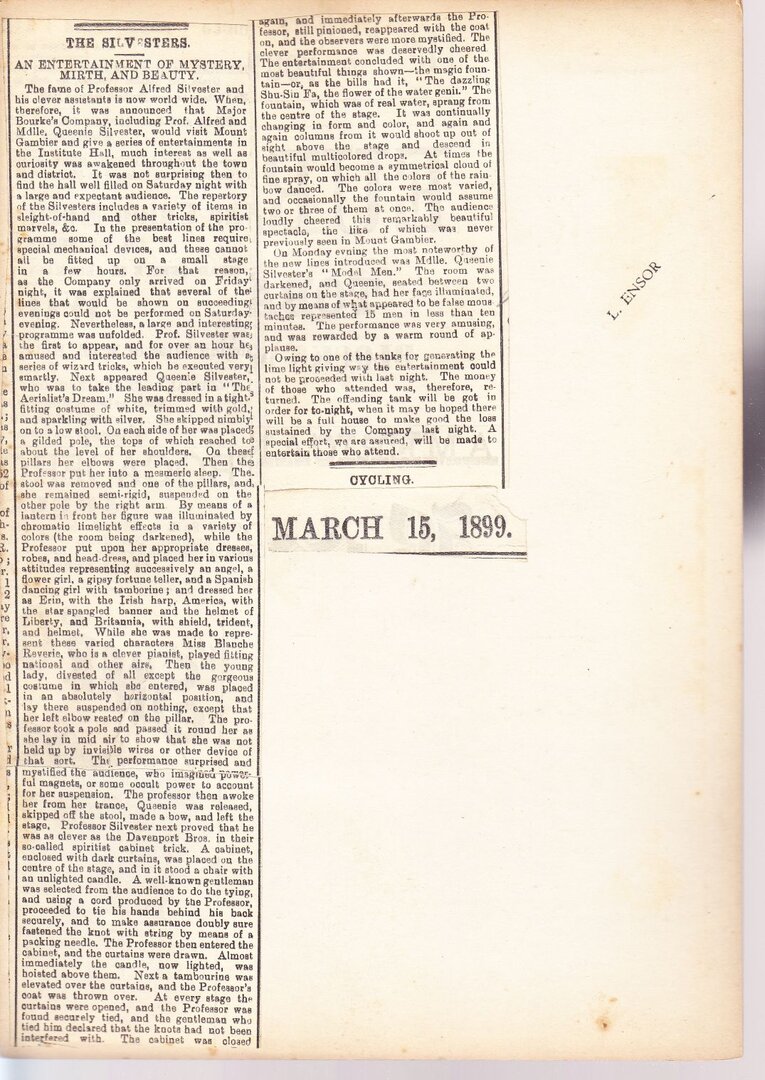 THE SILVESTERS.
AN ENTERTAINMENT OF MYSTERY,
MIRTH, AND BEAUTY.
The fame of Professor Alfred Silvester and
his clever assistants is now world wide. When,
therefore, it was announced that Major
Bourke's Company, including Prof. Alfred and
Mdlle. Queenie Silvester, would visit Mount
Gambier and give a series of entertainments in
the Institute Hall, much interest as well as
curiosity was awakened throughout the town
and district. It was not surprising then to
find the hall well filled on Saturday night with
a large and expectant audience. The repertory
of the Silvesters includes a variety of items in
sleight-of-hand and other tricks, spiritist
marvels, &c. In the presentation of the pro-
gramme some of the best lines require
special mechanical devices, and these cannot
all be fitted up on a small stage
in a few hours. For that reason,
as the Company only arrived on Friday
night, it was explained that several of the
lines that would be shown on succeeding
evenings could not be performed on Saturday
evening. Nevertheless, a large and interesting
programme was unfolded. Prof. Silvester was
the first to appear, and for over an hour he
amused and interested the audience with a
series of wizard tricks, which he executed very
smartly. Next appeared Queenie Silvester,
who was to take the leading part in "The
Aerialist's Dream." She was dressed in a tight-
fitting costume of white, trimmed with gold,
and sparkling with silver. She skipped nimbly
on to a low stool. On each side of her was placed
a gilded pole, the tops of which reached to
about the level of her shoulders. On these
pillars her elbows were placed. Then the
Professor put her into a mesmeric sleep. The
stool was removed and one of the pillars, and
she remained semi-rigid, suspended on the
other pole by the right arm By means of a
lantern in front her figure was illuminated by
chromatic limelight effects in a variety of
colors (the room being darkened), while the
Professor put upon her appropriate dresses,
robes, and head-dress, and placed her in various
attitudes representing successively an angel, a
flower girl, a gipsy fortune teller, and a Spanish
dancing girl with tamborine; and dressed her
as Erin, with the Irish harp, America, with
the star spangled banner and the helmet of
Liberty, and Britannia, with shield, trident,
and helmet. While she was made to repre-
sent these varied characters Miss Blanche
Reverie, who is a clever pianist, played fitting
national and other airs. Then the young
lady, divested of all except the gorgeous
costume in which she entered, was placed
in an absolutely horizontal position, and
lay there suspended on nothing, except that
her left elbow rested on the pillar. The pro-
fessor took a pole and passed it round her as
she lay in mid air to show that she was not
held up by invisible wires or other device of
that sort. The performance surprised and
mystified the audience, who imagined power-
ful magnets, or some occult power to account
for her suspension. The professor then awoke
her from her trance, Queenie was released,
skipped off the stool, made a bow, and left the
stage. Professor Silvester next proved that he
was as clever as the Davenport Bros. in their
so-called spiritist cabinet trick. A cabinet,
enclosed with dark curtains, was placed on the
centre of the stage, and in it stood a chair with
an unlighted candle. A well-known gentleman
was selected from the audience to do the tying,
and using a cord produced by the Professor,
proceeded to tie his hands behind his back
securely, and to make assurance doubly sure
fastened the knot with string by means of a
packing needle. The Professor then entered the
cabinet, and the curtains were drawn. Almost
immediately the candle, now lighted, was
hoisted above them. Next a tambourine was
elevated over the curtains, and the Professor's
coat was thrown over. At every stage the
curtains were opened, and the Professor was
found securely tied, and the gentleman who
tied him declared that the knots had not been
interfered with. The cabinet was closed
again, and immediately afterwards the Pro-
fessor, still pinioned, reappeared with the coat
on, and the observers were more mystified. The
clever performance was deservedly cheered
The entertainment concluded with one of the
most beautiful things shown—the magic foun-
tain—or, as the bills had it, "The dazzling
Shu-Sin Fa, the flower of the water genii." The
fountain, which was of real water, sprang from
the centre of the stage. It was continually
changing in form and color, and again and
again columns from it would shoot up out of
sight above the stage and descend in
beautiful multicolored drops. At times the
fountain would become a symmetrical cloud of
fine spray, on which all the colors of the rain-
bow danced. The colors were most varied,
and occasionally the fountain would assume
two or three of them at once. The audience
loudly cheered this remarkably beautiful
spectacle, the like of which was never
previously seen in Mount Gambier.
On Monday evening the most noteworthy of
the new lines introduced was Mdlle. Queenie
Silvester's "Model Men." The room was
darkened, and Queenie, seated between two
curtains on the stage, had her face illuminated,
and by means of what appeared to be false mous-
taches represented 15 men in less than ten
minutes. The performance was very amusing,
and was rewarded by a warm round of ap-
plause.
Owing to one of the tanks for generating the
lime light giving way the entertainment could
not be proceeded with last night. The money
of those who attended was, therefore, re-
turned. The offending tank will be got in
order for to-night, when it may be hoped there
will be a full house to make good the loss
sustained by the Company last night. A
special effort, we are assured, will be made to
entertain those who attend.
CYCLING.
MARCH 15, 1899.
L. ENSOR